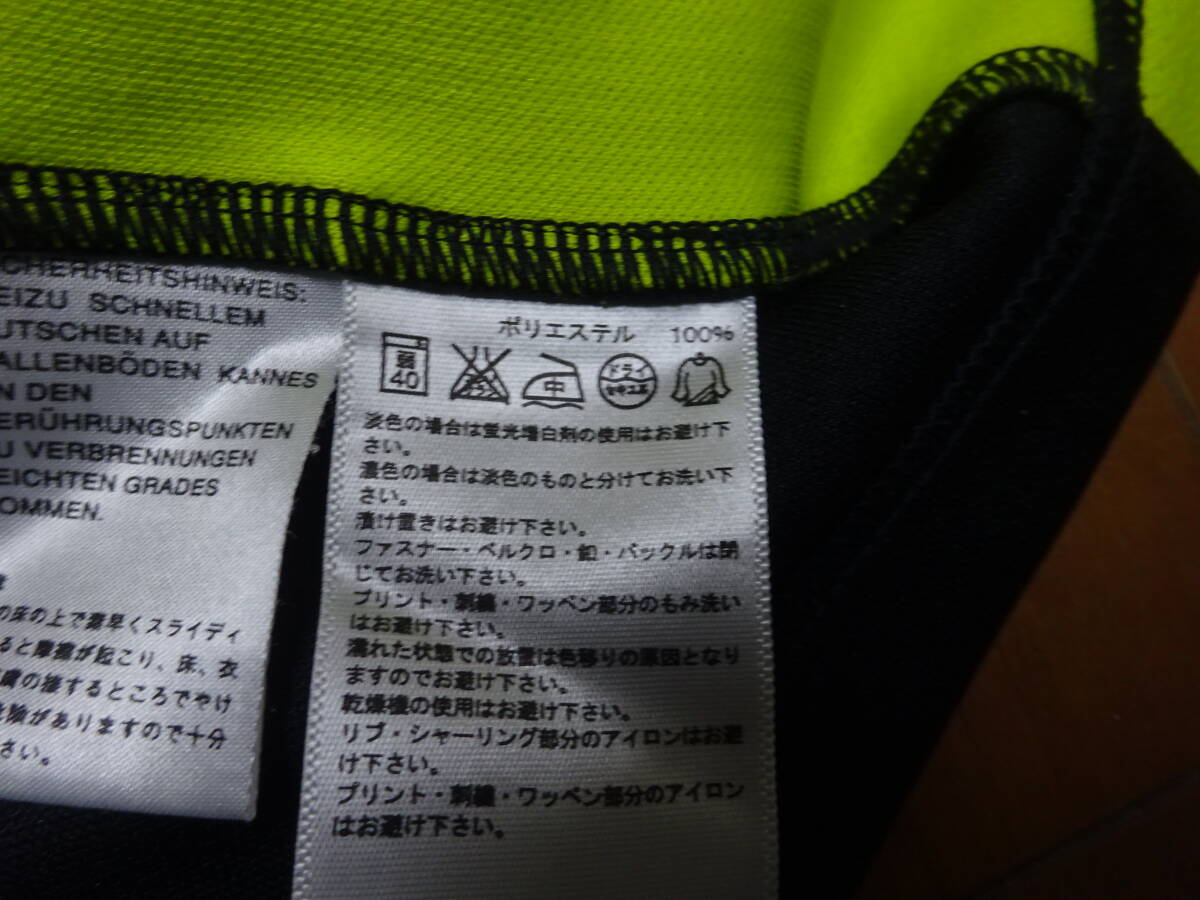 CHERHEITSHINWEIS:
EIZU SCHNELLEM
UTSCHEN AUF
ALLENBÖDEN KANN ES
N DEN
ERÜHRUNGSPUNKTEN
U VERBRENNUNGEN
EICHTEN GRADES
OMMEN.
の床の上で素早くスライディ
ると摩擦が起こり、床、衣
膚の接するところでやけ
険がありますので十分
さい。
ポリエステル 100%
弱 40 中 ドライ セキユ系
淡色の場合は蛍光増白剤の使用はお避け下
さい。
濃色の場合は淡色のものと分けてお洗い下
さい。
漬け置きはお避け下さい。
ファスナー・ベルクロ・釦・バックルは閉
じてお洗い下さい。
プリント・刺繍・ワッペン部分のもみ洗い
はお避け下さい。
濡れた状態での放置は色移りの原因となり
ますのでお避け下さい。
乾燥機の使用はお避け下さい。
リブ・シャーリング部分のアイロンはお避
け下さい。
プリント・刺繍・ワッペン部分のアイロン
はお避け下さい。